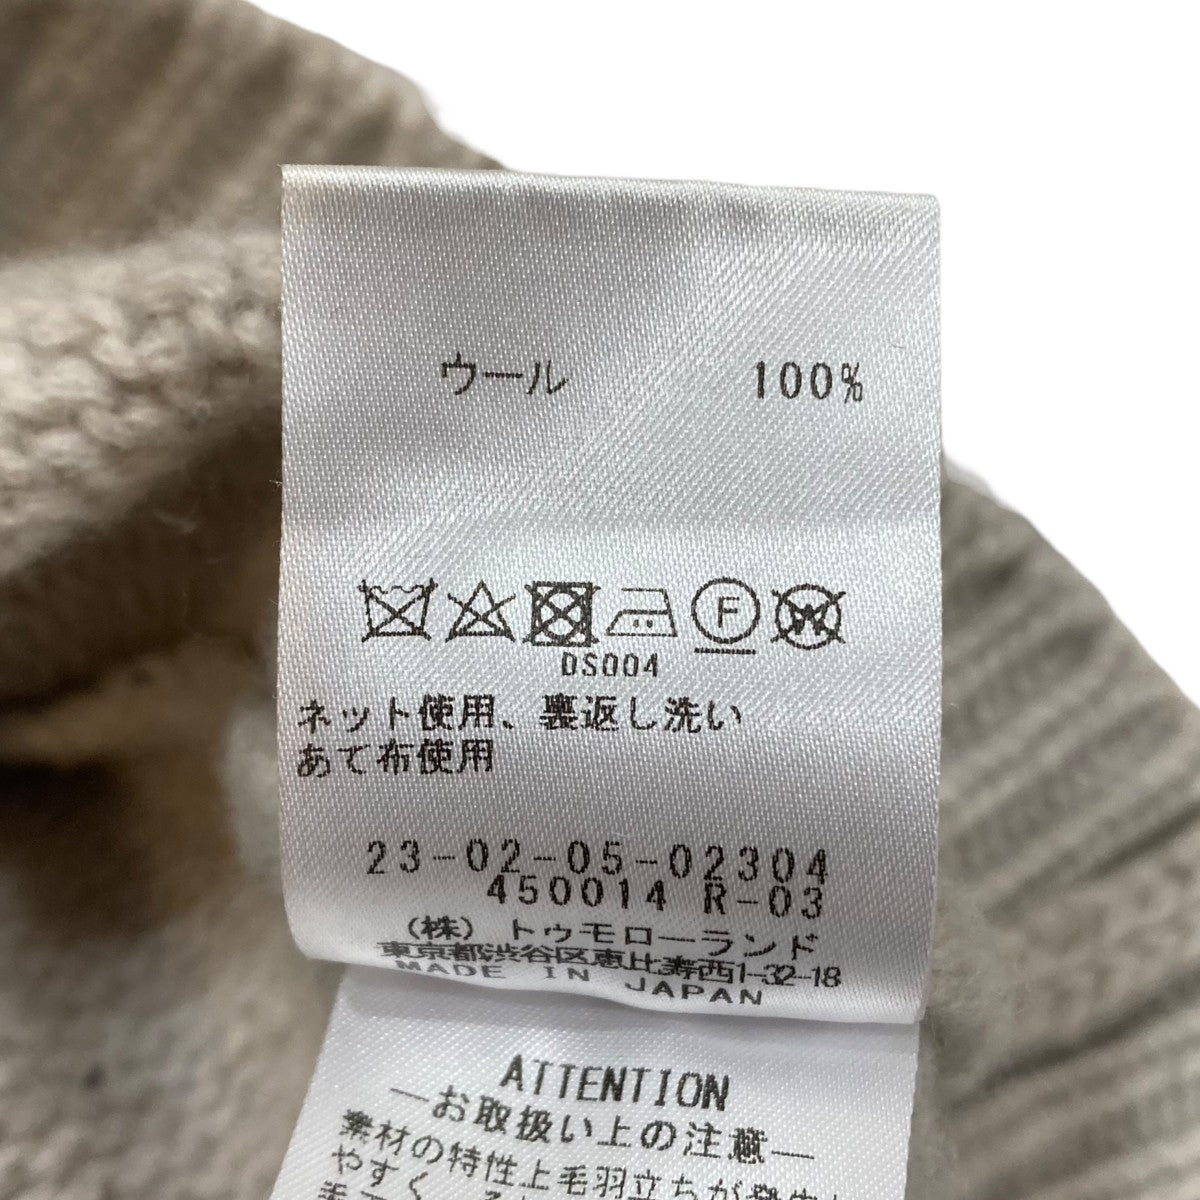 ウール 100%
F W
DS004
ネット使用、裏返し洗い
あて布使用
23-02-05-02304
450014 R-03
(株) トゥモローランド
東京都渋谷区恵比寿西1-32-18
MADE IN JAPAN
ATTENTION
―お取扱い上の注意―
素材の特性上毛羽立ちが発生し
やすく